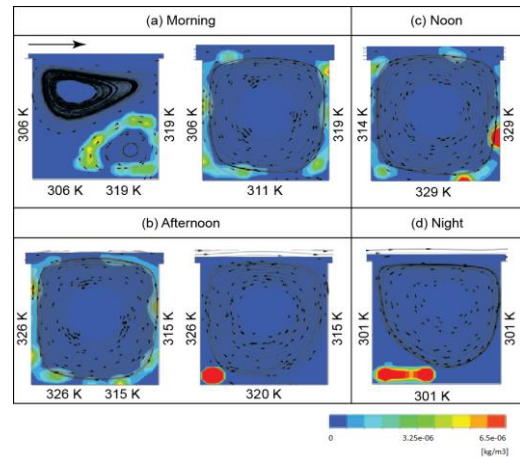 (a) Morning
(c) Noon
306 K
319 K
306 K 319 K
306 K
319 K
311 K
314 K
329 K
329 K
(b) Afternoon
(d) Night
326 K
315 K
326 K 315 K
326 K
315 K
320 K
301 K
301 K
301 K
0 3.25e-06 6.5e-06
[kg/m3]